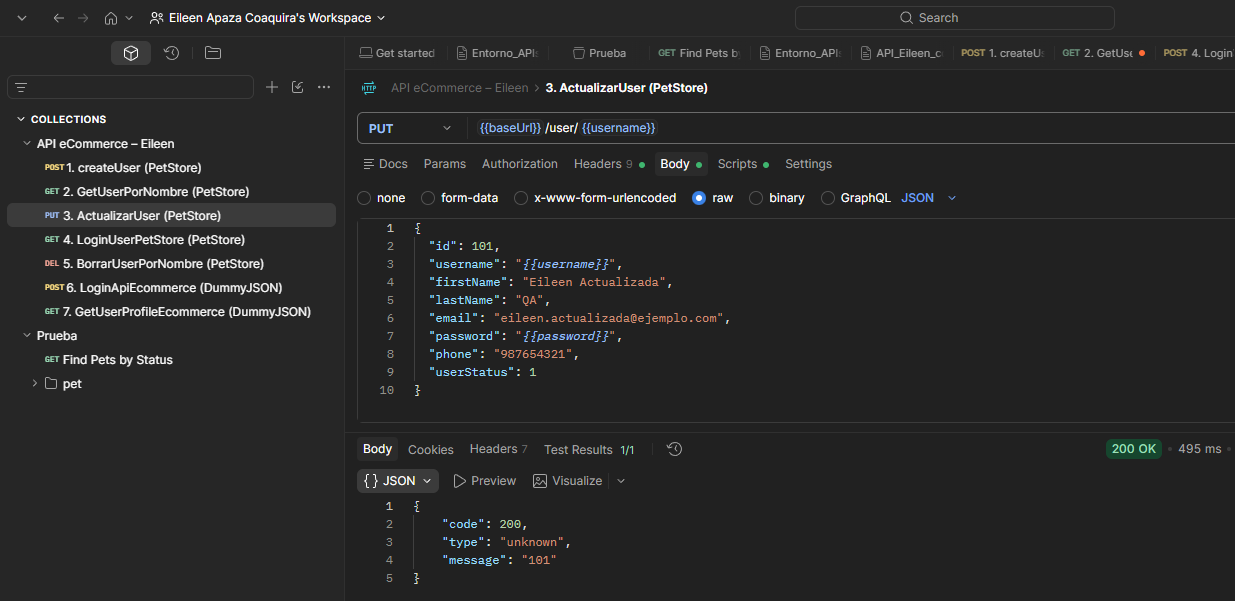 Eileen Apaza Coaquira's Workspace
Search
COLLECTIONS
API eCommerce – Eileen
POST 1. createUser (PetStore)
GET 2. GetUserPorNombre (PetStore)
PUT 3. ActualizarUser (PetStore)
GET 4. LoginUserPetStore (PetStore)
DEL 5. BorrarUserPorNombre (PetStore)
POST 6. LoginApiEcommerce (DummyJSON)
GET 7. GetUserProfileEcommerce (DummyJSON)
Prueba
GET Find Pets by Status
pet
Get started Entorno_API Prueba GET Find Pets b Entorno_API API_Eileen_c POST 1. createU GET 2. GetUse POST 4. Login
HTTP API eCommerce – Eileen > 3. ActualizarUser (PetStore)
PUT {{baseUrl}} /user/ {{username}}
Docs Params Authorization Headers 9 Body Scripts Settings
none form-data x-www-form-urlencoded raw binary GraphQL JSON
1 {
2 "id": 101,
3 "username": "{{username}}",
4 "firstName": "Eileen Actualizada",
5 "lastName": "QA",
6 "email": "eileen.actualizada@ejemplo.com",
7 "password": "{{password}}",
8 "phone": "987654321",
9 "userStatus": 1
10 }
Body Cookies Headers 7 Test Results 1/1 200 OK • 495 ms •
{} JSON Preview Visualize
1 {
2 "code": 200,
3 "type": "unknown",
4 "message": "101"
5 }